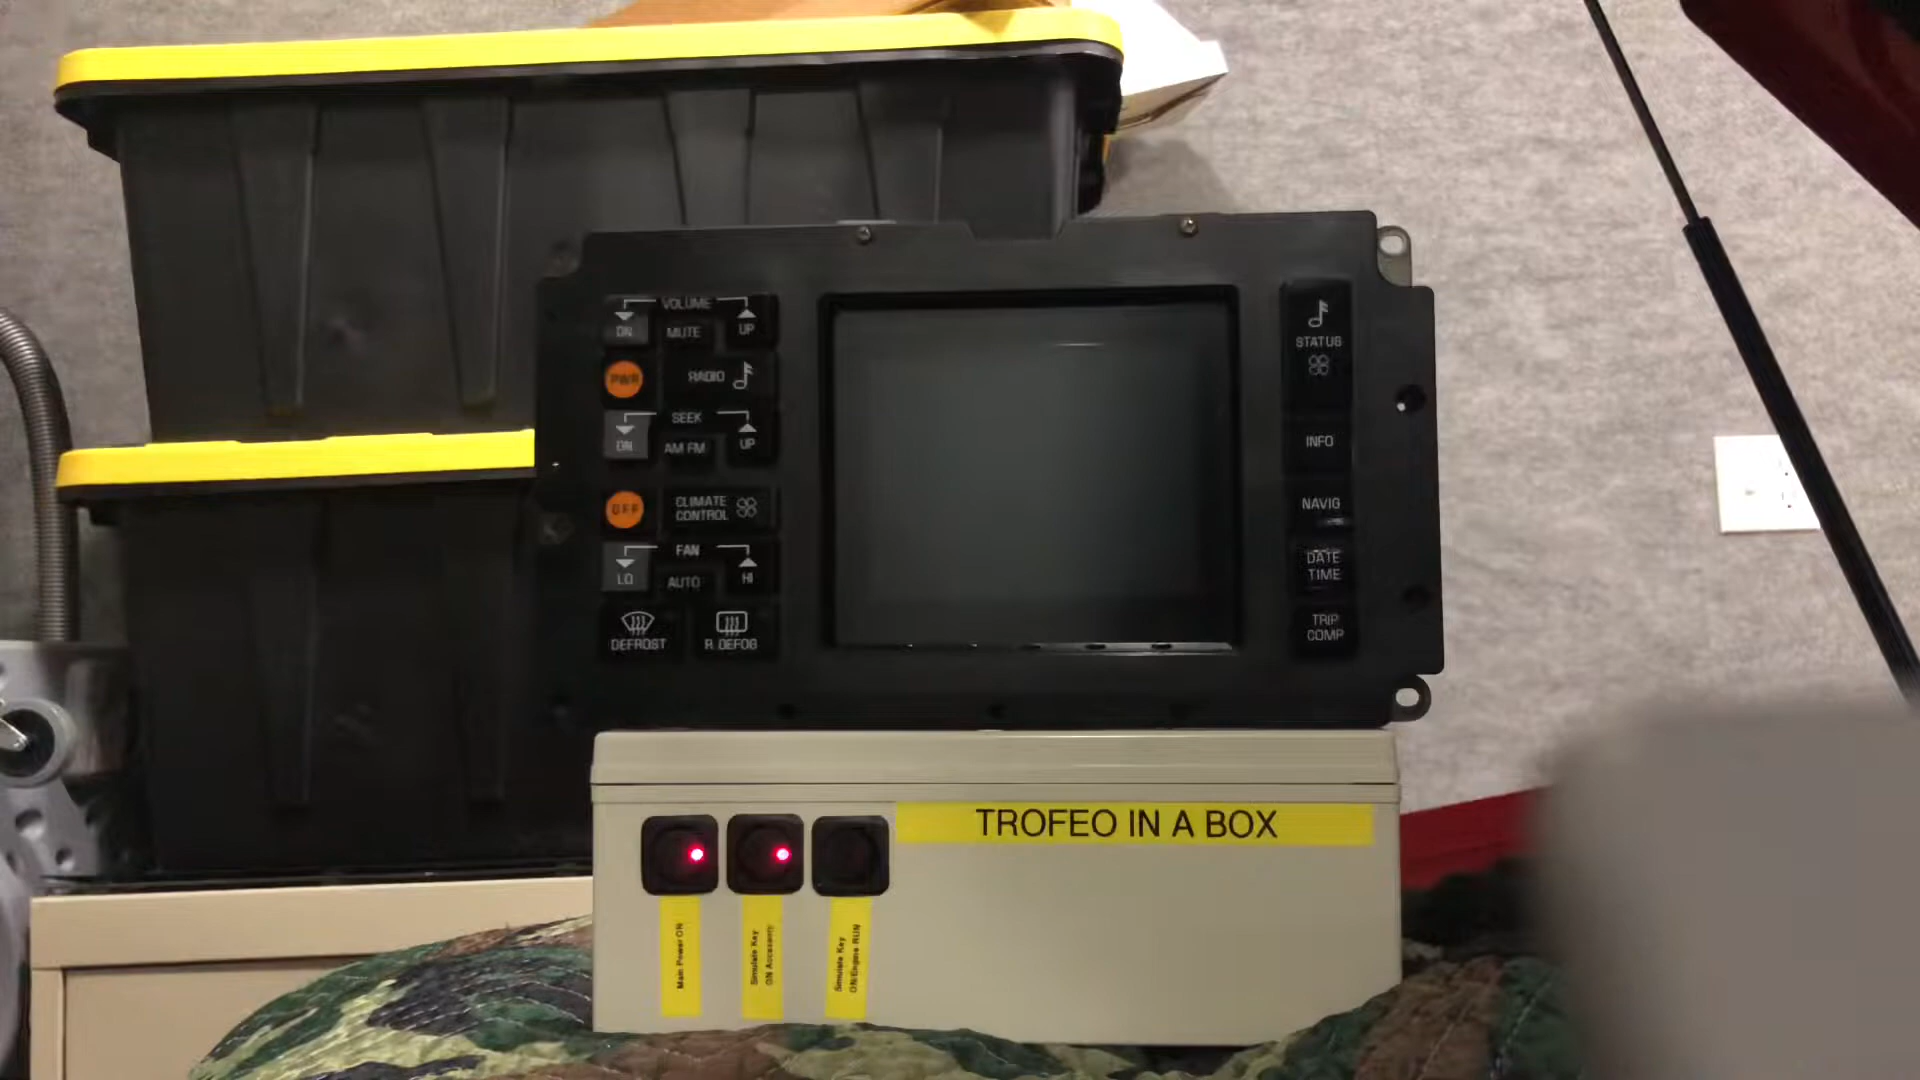 VOLUME
DN
MUTE
UP
PWR
RADIO
SEEK
DN
AM FM
UP
OFF
CLIMATE
CONTROL
FAN
LO
AUTO
HI
DEFROST
R. DEFOG
STATUS
INFO
NAVIG
DATE
TIME
TRIP
COMP
TROFEO IN A BOX
Main Power ON
Simulate Key
ON Accessory
Simulate Key
ON/Engine RUN